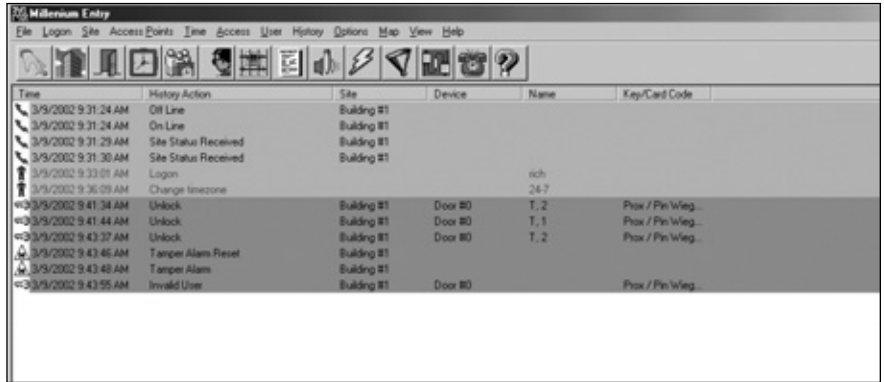 Millenium Entry
File Logon Site Access Points Time Access User History Options Map View Help
Time History Action Site Device Name Key/Card Code
3/9/2002 9:31:24 AM Off Line Building #1
3/9/2002 9:31:24 AM On Line Building #1
3/9/2002 9:31:29 AM Site Status Received Building #1
3/9/2002 9:31:30 AM Site Status Received Building #1
3/9/2002 9:33:01 AM Logon rich
3/9/2002 9:36:09 AM Change timezone 24-7
3/9/2002 9:41:34 AM Unlock Building #1 Door #0 T, 2 Prox / Pin Wieg...
3/9/2002 9:41:44 AM Unlock Building #1 Door #0 T, 1 Prox / Pin Wieg...
3/9/2002 9:43:37 AM Unlock Building #1 Door #0 T, 2 Prox / Pin Wieg...
3/9/2002 9:43:46 AM Tamper Alarm Reset Building #1
3/9/2002 9:43:48 AM Tamper Alarm Building #1
3/9/2002 9:43:55 AM Invalid User Building #1 Door #0 Prox / Pin Wieg...